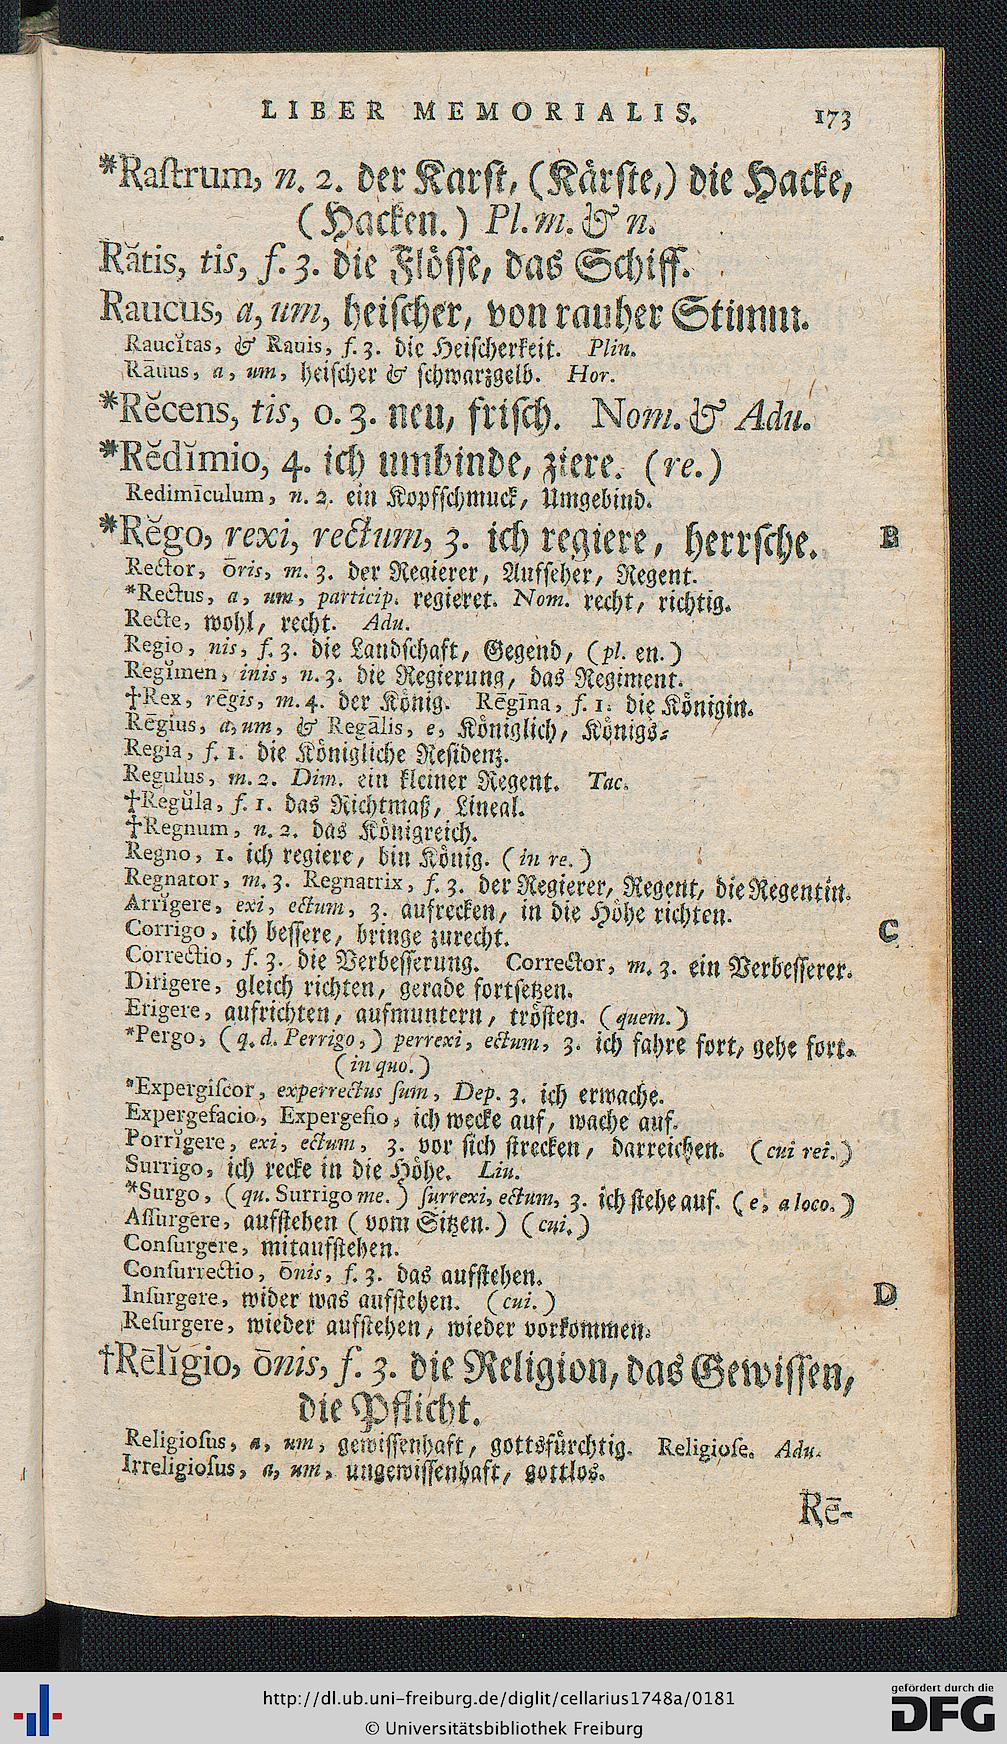 LIBER MEMORIALIS. 173
*Raſtrum, n. 2. der Karſt, (Kärſte,) die Hacke,
(Hacken.) Pl. m. & n.
Rătis, tis, f. 3. die Flöſſe, das Schiff.
Raucus, a, um, heiſcher, von rauher Stimm.
Raucĭtas, & Rauis, f. 3. die Heiſcherkeit. Plin.
Rāuus, a, um, heiſcher & ſchwarzgelb. Hor.
*Rĕcens, tis, o. 3. neu, friſch. Nom. & Adu.
*Rĕdĭmio, 4. ich umbinde, ziere. (re.)
Redimīculum, n. 2. ein Kopfſchmuck, Umgebind.
*Rĕgo, rexi, rectum, 3. ich regiere, herrſche. B
Rector, ōris, m. 3. der Regierer, Aufſeher, Regent.
*Rectus, a, um, particip. regieret. Nom. recht, richtig.
Recte, wohl, recht. Adu.
Regio, nis, f. 3. die Landſchaft, Gegend, (pl. en.)
Regĭmen, inis, n. 3. die Regierung, das Regiment.
†Rex, rēgis, m. 4. der König. Rēgīna, f. 1. die Königin.
Rēgius, a, um, & Regālis, e, Königlich, Königs⸗
Regia, f. 1. die Königliche Reſidenz.
Regulus, m. 2. Dim. ein kleiner Regent. Tac.
†Regŭla, f. 1. das Richtmaß, Lineal.
†Regnum, n. 2. das Königreich.
Regno, 1. ich regiere, bin König. (in re.)
Regnator, m. 3. Regnatrix, f. 3. der Regierer, Regent, die Regentin.
Arrĭgere, exi, ectum, 3. aufrecken, in die Höhe richten.
Corrigo, ich beſſere, bringe zurecht. C
Correctio, f. 3. die Verbeſſerung. Corrector, m. 3. ein Verbeſſerer.
Dirigere, gleich richten, gerade fortſetzen.
Erigere, aufrichten, aufmuntern, tröſten. (quem.)
*Pergo, (q. d. Perrigo,) perrexi, ectum, 3. ich fahre fort, gehe fort.
(in quo.)
*Expergiſcor, experrectus ſum, Dep. 3. ich erwache.
Expergefacio, Expergefio, ich wecke auf, wache auf.
Porrĭgere, exi, ectum, 3. vor ſich ſtrecken, darreichen. (cui rei.)
Surrigo, ich recke in die Höhe. Liu.
*Surgo, (qu. Surrigo me.) ſurrexi, ectum, 3. ich ſtehe auf. (e, a loco.)
Aſſurgere, aufſtehen (vom Sitzen.) (cui.)
Conſurgere, mitaufſtehen.
Conſurrectio, ōnis, f. 3. das aufſtehen.
Inſurgere, wider was aufſtehen. (cui.) D
Reſurgere, wieder aufſtehen, wieder vorkommen.
†Rēlĭgio, ōnis, f. 3. die Religion, das Gewiſſen,
die Pflicht.
Religioſus, a, um, gewiſſenhaft, gottsfürchtig. Religioſe. Adu.
Irreligioſus, a, um, ungewiſſenhaft, gottlos.
Rē-
http://dl.ub.uni-freiburg.de/diglit/cellarius1748a/0181
© Universitätsbibliothek Freiburg
gefördert durch die
DFG